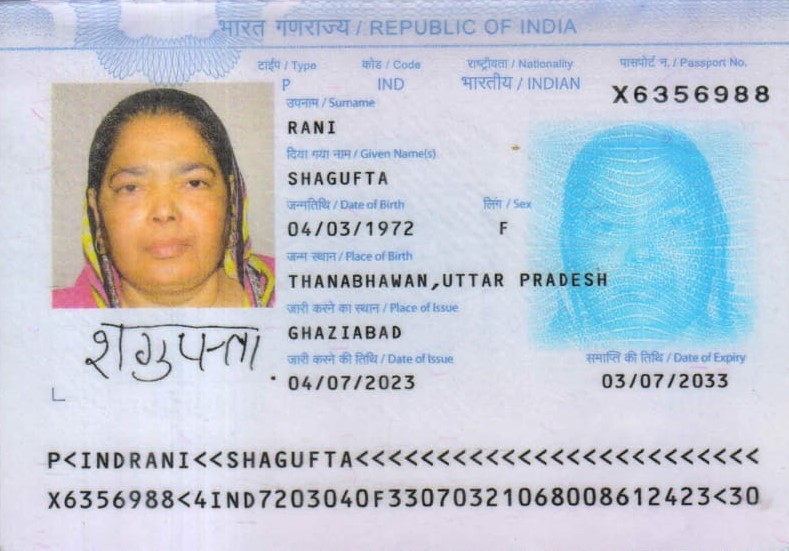 भारत गणराज्य / REPUBLIC OF INDIA
टाईप / Type कोड / Code राष्ट्रीयता / Nationality पासपोर्ट न. / Passport No.
P IND भारतीय / INDIAN X6356988
उपनाम / Surname
RANI
दिया गया नाम / Given Name(s)
SHAGUFTA
जन्मतिथि / Date of Birth लिंग / Sex
04/03/1972 F
जन्म स्थान / Place of Birth
THANABHAWAN,UTTAR PRADESH
जारी करने का स्थान / Place of Issue
GHAZIABAD
शगुफ्ता
जारी करने की तिथि / Date of Issue समाप्ति की तिथि / Date of Expiry
04/07/2023 03/07/2033
P<INDRANI<<SHAGUFTA<<<<<<<<<<<<<<<<<<<<<<<<<
X6356988<4IND7203040F3307032106800861242​3<30